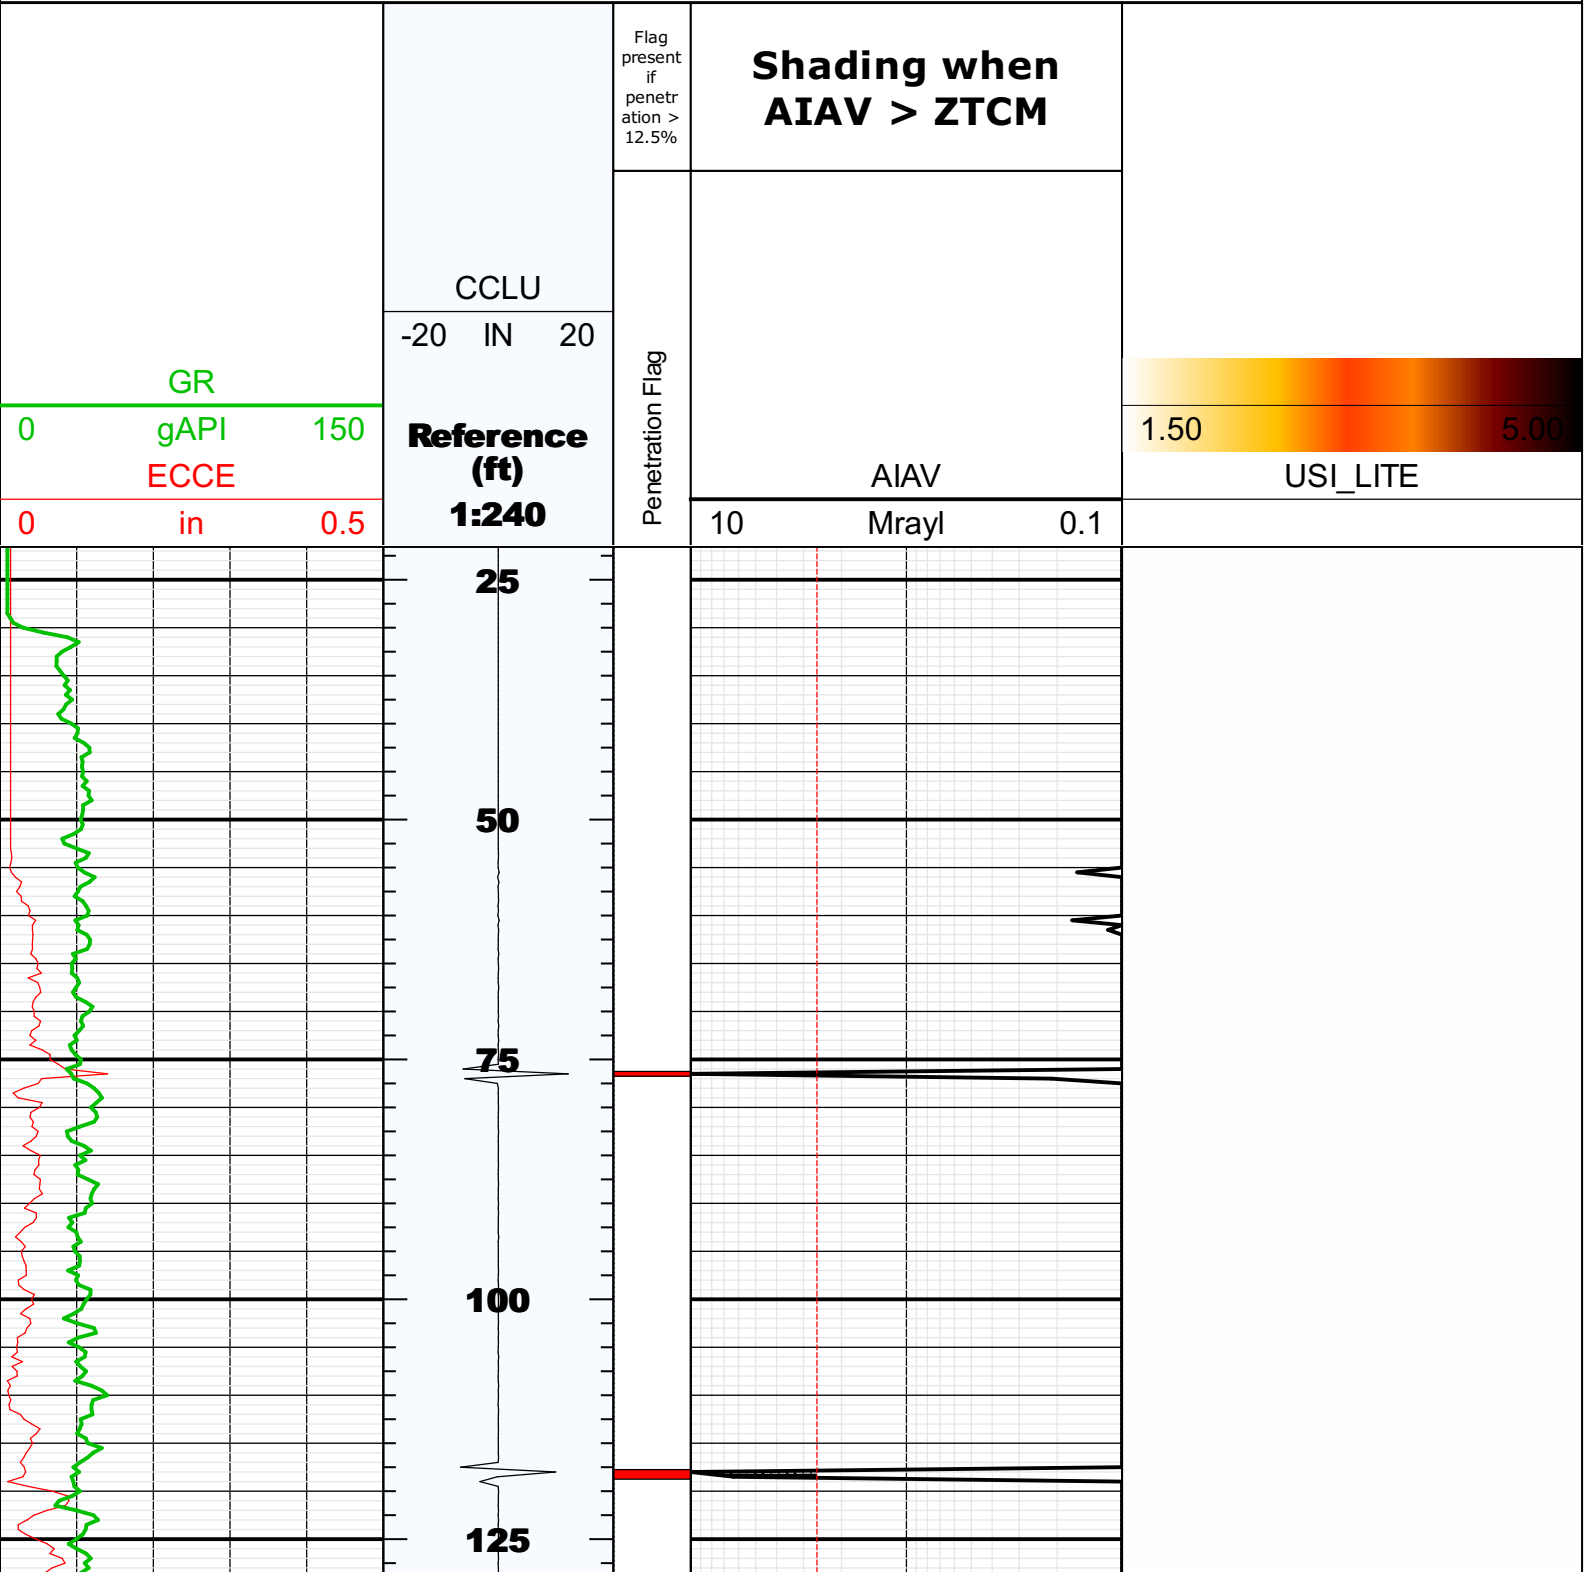 Flag
present
if
penetr
ation >
12.5%
Shading when
AIAV > ZTCM
CCLU
-20 IN 20
GR
0 gAPI 150
ECCE
0 in 0.5
Reference
(ft)
1:240
Penetration Flag
AIAV
10 Mrayl 0.1
1.50 5.00
USI_LITE
25
50
75
100
125